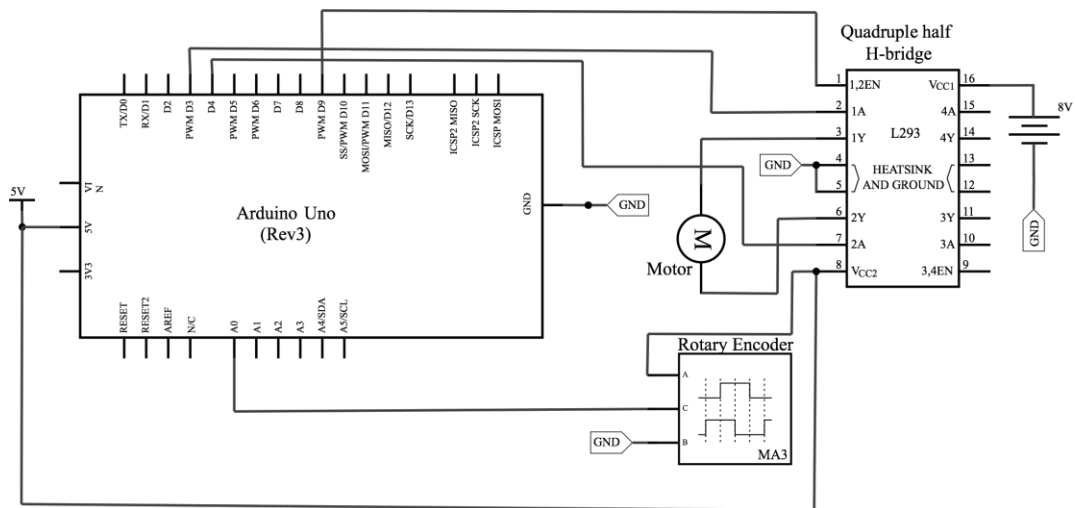 Quadruple half
H-bridge
TX/D0
RX/D1
D2
PWM D3
D4
PWM D5
PWM D6
D7
D8
PWM D9
SS/PWM D10
MOSI/PWM D11
MISO/D12
SCK/D13
ICSP2 MISO
ICSP2 SCK
ICSP MOSI
1
1,2EN
VCC1
16
8V
2
1A
4A
15
3
1Y
L293
4Y
14
GND
4
HEATSINK
AND GROUND
13
5
12
6
2Y
3Y
11
7
2A
3A
10
8
VCC2
3,4EN
9
GND
5V
VI
N
5V
3V3
Arduino Uno
(Rev3)
GND
GND
M
Motor
RESET
RESET2
AREF
N/C
A0
A1
A2
A3
A4/SDA
A5/SCL
Rotary Encoder
A
C
GND
B
MA3